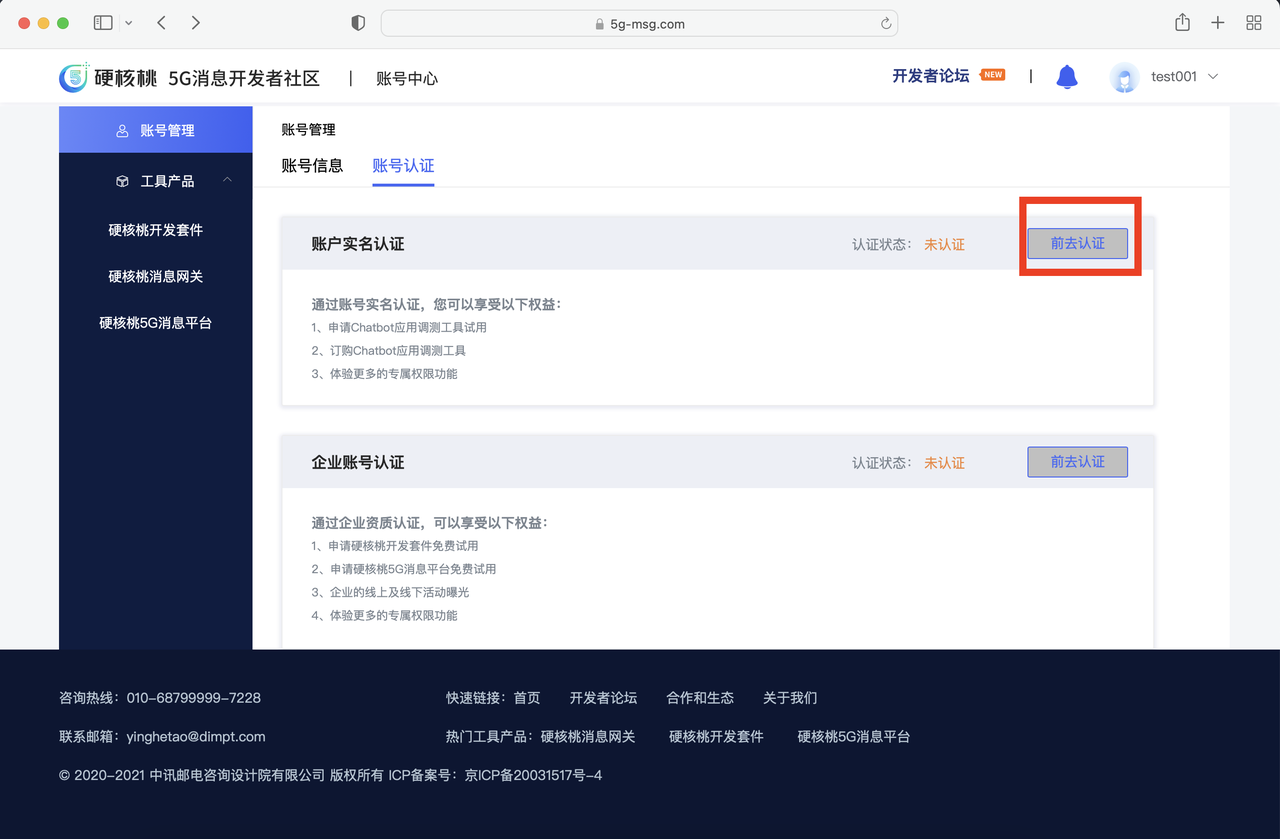 5g-msg.com
硬核桃 5G消息开发者社区 | 账号中心 开发者论坛 NEW | test001
账号管理
工具产品
硬核桃开发套件
硬核桃消息网关
硬核桃5G消息平台
账号管理
账号信息 账号认证
账户实名认证 认证状态： 未认证 前去认证
通过账号实名认证，您可以享受以下权益：
1、申请Chatbot应用调测工具试用
2、订购Chatbot应用调测工具
3、体验更多的专属权限功能
企业账号认证 认证状态： 未认证 前去认证
通过企业资质认证，可以享受以下权益：
1、申请硬核桃开发套件免费试用
2、申请硬核桃5G消息平台免费试用
3、企业的线上及线下活动曝光
4、体验更多的专属权限功能
咨询热线：010-68799999-7228 快速链接：首页 开发者论坛 合作和生态 关于我们
联系邮箱：yinghetao@dimpt.com 热门工具产品：硬核桃消息网关 硬核桃开发套件 硬核桃5G消息平台
© 2020-2021 中讯邮电咨询设计院有限公司 版权所有 ICP备案号：京ICP备20031517号-4